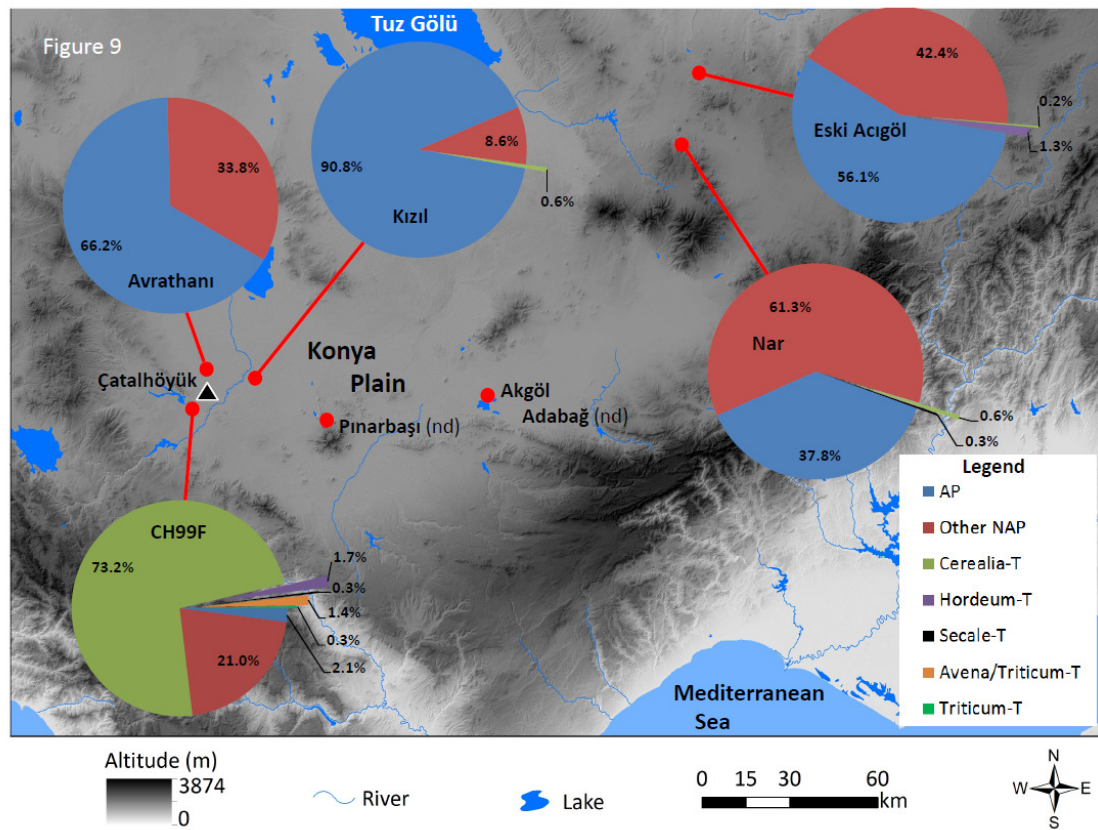 Figure 9
Tuz Gölü
42.4%
0.2%
Eski Acıgöl
1.3%
56.1%
33.8%
66.2%
Avrathanı
8.6%
90.8%
0.6%
Kızıl
61.3%
Nar
0.6%
0.3%
37.8%
Konya
Plain
Çatalhöyük
Akgöl
Adabağ (nd)
Pınarbaşı (nd)
CH99F
73.2%
1.7%
0.3%
1.4%
0.3%
2.1%
21.0%
Mediterranean
Sea
Legend
AP
Other NAP
Cerealia-T
Hordeum-T
Secale-T
Avena/Triticum-T
Triticum-T
Altitude (m)
3874
0
River
Lake
0 15 30 60
km
N
W E
S